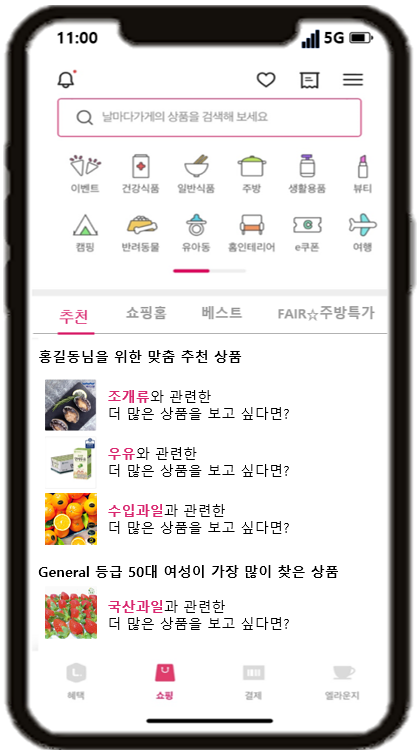 11:00 5G
날마다가게의 상품을 검색해 보세요
이벤트 건강식품 일반식품 주방 생활용품 뷰티
캠핑 반려동물 유아동 홈인테리어 e쿠폰 여행
추천 쇼핑홈 베스트 FAIR☆주방특가
홍길동님을 위한 맞춤 추천 상품
조개류와 관련한
더 많은 상품을 보고 싶다면?
우유와 관련한
더 많은 상품을 보고 싶다면?
수입과일과 관련한
더 많은 상품을 보고 싶다면?
General 등급 50대 여성이 가장 많이 찾은 상품
국산과일과 관련한
더 많은 상품을 보고 싶다면?
L.
혜택 쇼핑 결제 엘라운지